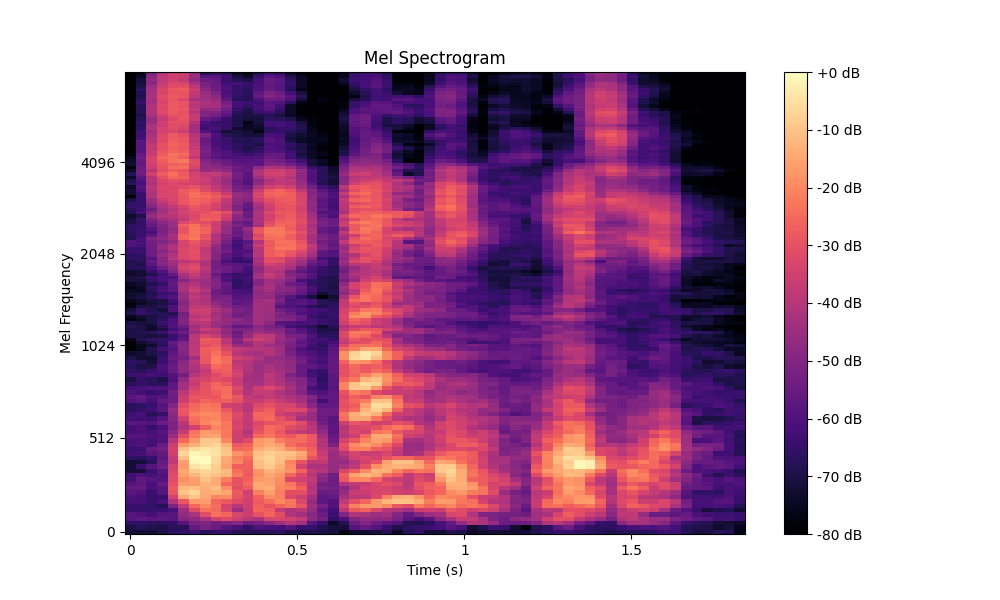 Mel Spectrogram
+0 dB
-10 dB
-20 dB
-30 dB
-40 dB
-50 dB
-60 dB
-70 dB
-80 dB
Mel Frequency
4096
2048
1024
512
0
0
0.5
1
1.5
Time (s)